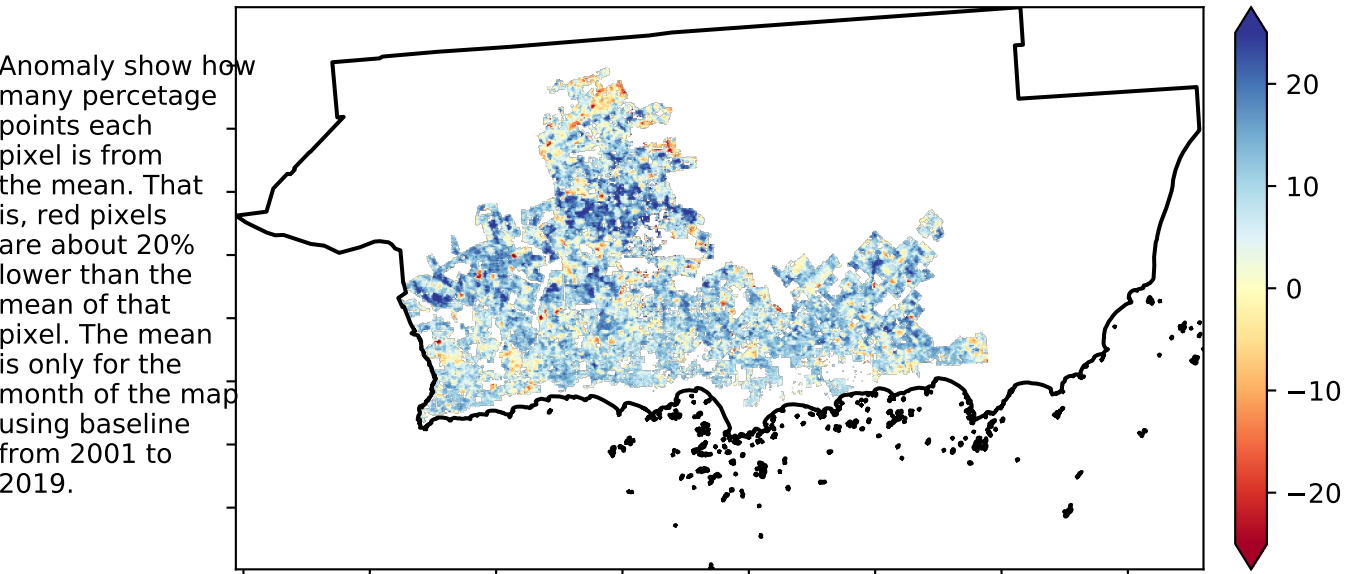 Anomaly show how
many percetage
points each
pixel is from
the mean. That
is, red pixels
are about 20%
lower than the
mean of that
pixel. The mean
is only for the
month of the map
using baseline
from 2001 to
2019.
20
10
0
−10
−20